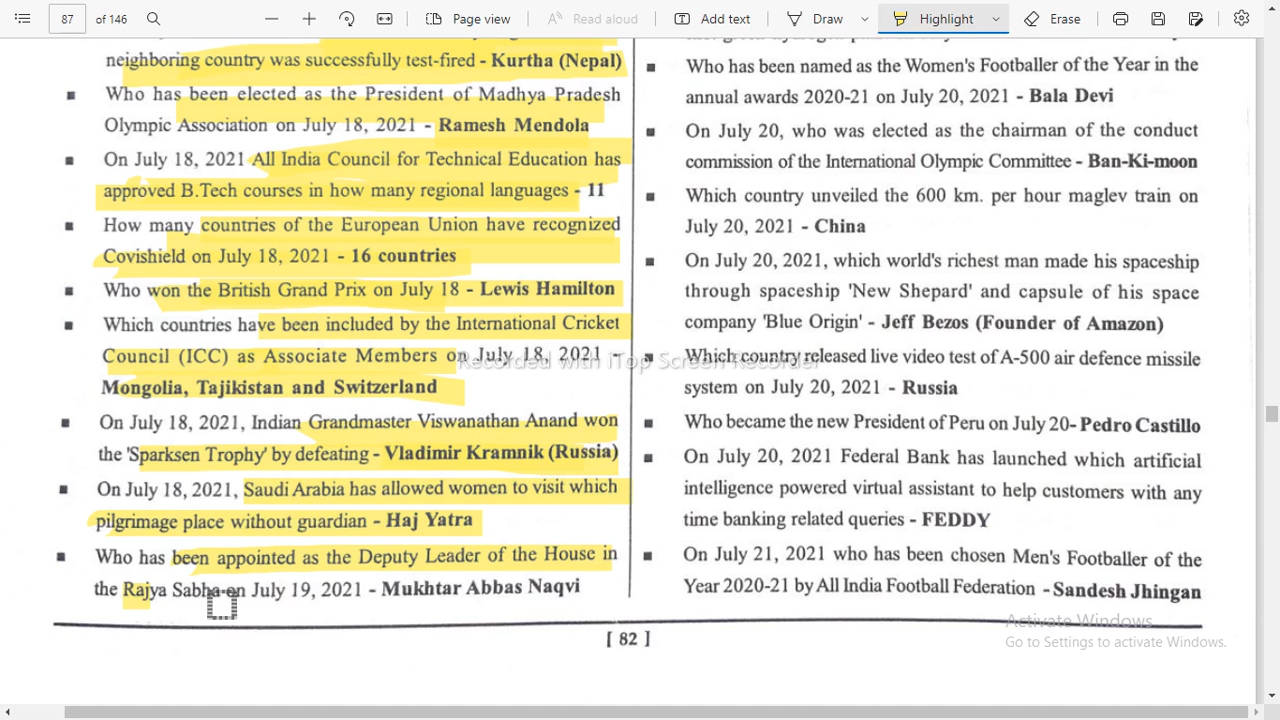 87
of 146
Page view
Read aloud
Add text
Draw
Highlight
Erase
neighboring country was successfully test-fired - Kurtha (Nepal)
Who has been elected as the President of Madhya Pradesh
Olympic Association on July 18, 2021 - Ramesh Mendola
On July 18, 2021 All India Council for Technical Education has
approved B.Tech courses in how many regional languages - 11
How many countries of the European Union have recognized
Covishield on July 18, 2021 - 16 countries
Who won the British Grand Prix on July 18 - Lewis Hamilton
Which countries have been included by the International Cricket
Council (ICC) as Associate Members on July 18, 2021 -
Mongolia, Tajikistan and Switzerland
On July 18, 2021, Indian Grandmaster Viswanathan Anand won
the 'Sparksen Trophy' by defeating - Vladimir Kramnik (Russia)
On July 18, 2021, Saudi Arabia has allowed women to visit which
pilgrimage place without guardian - Haj Yatra
Who has been appointed as the Deputy Leader of the House in
the Rajya Sabha on July 19, 2021 - Mukhtar Abbas Naqvi
Who has been named as the Women's Footballer of the Year in the
annual awards 2020-21 on July 20, 2021 - Bala Devi
On July 20, who was elected as the chairman of the conduct
commission of the International Olympic Committee - Ban-Ki-moon
Which country unveiled the 600 km. per hour maglev train on
July 20, 2021 - China
On July 20, 2021, which world's richest man made his spaceship
through spaceship 'New Shepard' and capsule of his space
company 'Blue Origin' - Jeff Bezos (Founder of Amazon)
Which country released live video test of A-500 air defence missile
system on July 20, 2021 - Russia
Who became the new President of Peru on July 20- Pedro Castillo
On July 20, 2021 Federal Bank has launched which artificial
intelligence powered virtual assistant to help customers with any
time banking related queries - FEDDY
On July 21, 2021 who has been chosen Men's Footballer of the
Year 2020-21 by All India Football Federation - Sandesh Jhingan
Recorded with iTop Screen Recorder
[ 82 ]
Activate Windows
Go to Settings to activate Windows.